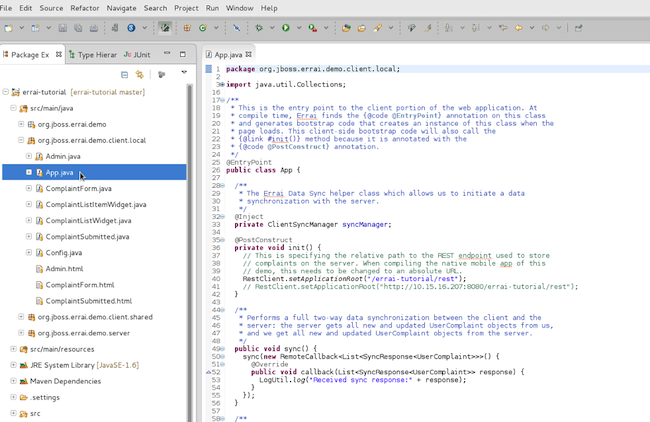 File Edit Source Refactor Navigate Search Project Run Window Help
Package Ex Type Hierar JUnit
errai-tutorial [errai-tutorial master]
src/main/java
org.jboss.errai.demo
org.jboss.errai.demo.client.local
Admin.java
App.java
ComplaintForm.java
ComplaintListItemWidget.java
ComplaintListWidget.java
ComplaintSubmitted.java
Config.java
Admin.html
ComplaintForm.html
ComplaintSubmitted.html
org.jboss.errai.demo.client.shared
org.jboss.errai.demo.server
src/main/resources
JRE System Library [JavaSE-1.6]
Maven Dependencies
.settings
src
App.java
1 package org.jboss.errai.demo.client.local;
2
3 import java.util.Collections;
16
17 /**
18 * This is the entry point to the client portion of the web application. At
19 * compile time, Errai finds the {@code @EntryPoint} annotation on this class
20 * and generates bootstrap code that creates an instance of this class when the
21 * page loads. This client-side bootstrap code will also call the
22 * {@link #init()} method because it is annotated with the
23 * {@code @PostConstruct} annotation.
24 */
25 @EntryPoint
26 public class App {
27
28 /**
29 * The Errai Data Sync helper class which allows us to initiate a data
30 * synchronization with the server.
31 */
32 @Inject
33 private ClientSyncManager syncManager;
34
35 @PostConstruct
36 private void init() {
37 // This is specifying the relative path to the REST endpoint used to store
38 // complaints on the server. When compiling the native mobile app of this
39 // demo, this needs to be changed to an absolute URL.
40 RestClient.setApplicationRoot("/errai-tutorial/rest");
41 // RestClient.setApplicationRoot("http://10.15.16.207:8080/errai-tutorial/rest");
42 }
43
44 /**
45 * Performs a full two-way data synchronization between the client and the
46 * server: the server gets all new and updated UserComplaint objects from us,
47 * and we get all new and updated UserComplaint objects from the server.
48 */
49 public void sync() {
50 sync(new RemoteCallback<List<SyncResponse<UserComplaint>>>() {
51 @Override
52 public void callback(List<SyncResponse<UserComplaint>> response) {
53 LogUtil.log("Received sync response:" + response);
54 }
55 });
56 }
57
58 /**